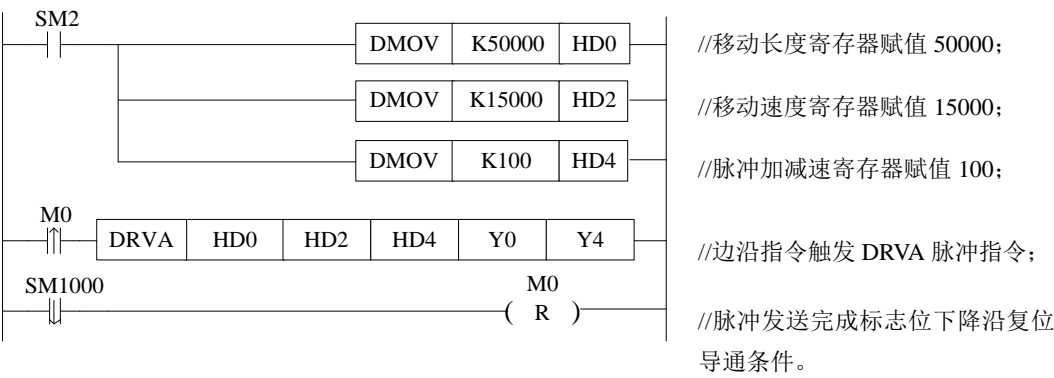 SM2
DMOV K50000 HD0 //移动长度寄存器赋值 50000；
DMOV K15000 HD2 //移动速度寄存器赋值 15000；
DMOV K100 HD4 //脉冲加减速寄存器赋值 100；
M0
DRVA HD0 HD2 HD4 Y0 Y4 //边沿指令触发 DRVA 脉冲指令；
SM1000 M0
( R ) //脉冲发送完成标志位下降沿复位
导通条件。